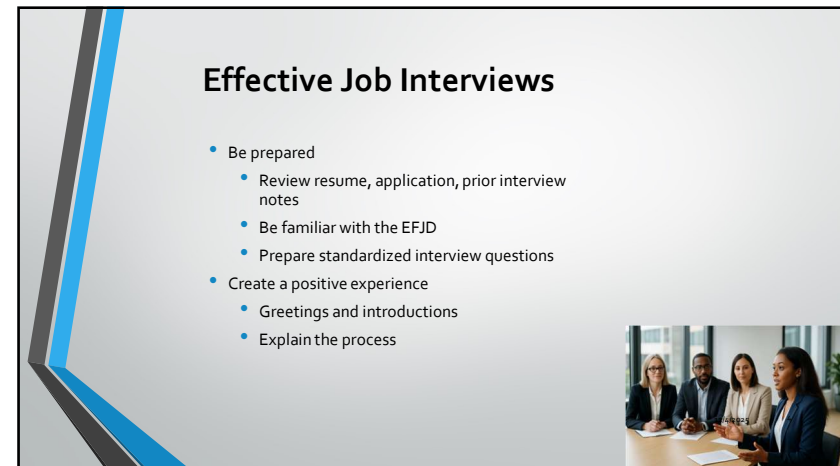 Effective Job Interviews
• Be prepared
• Review resume, application, prior interview
notes
• Be familiar with the EFJD
• Prepare standardized interview questions
• Create a positive experience
• Greetings and introductions
• Explain the process